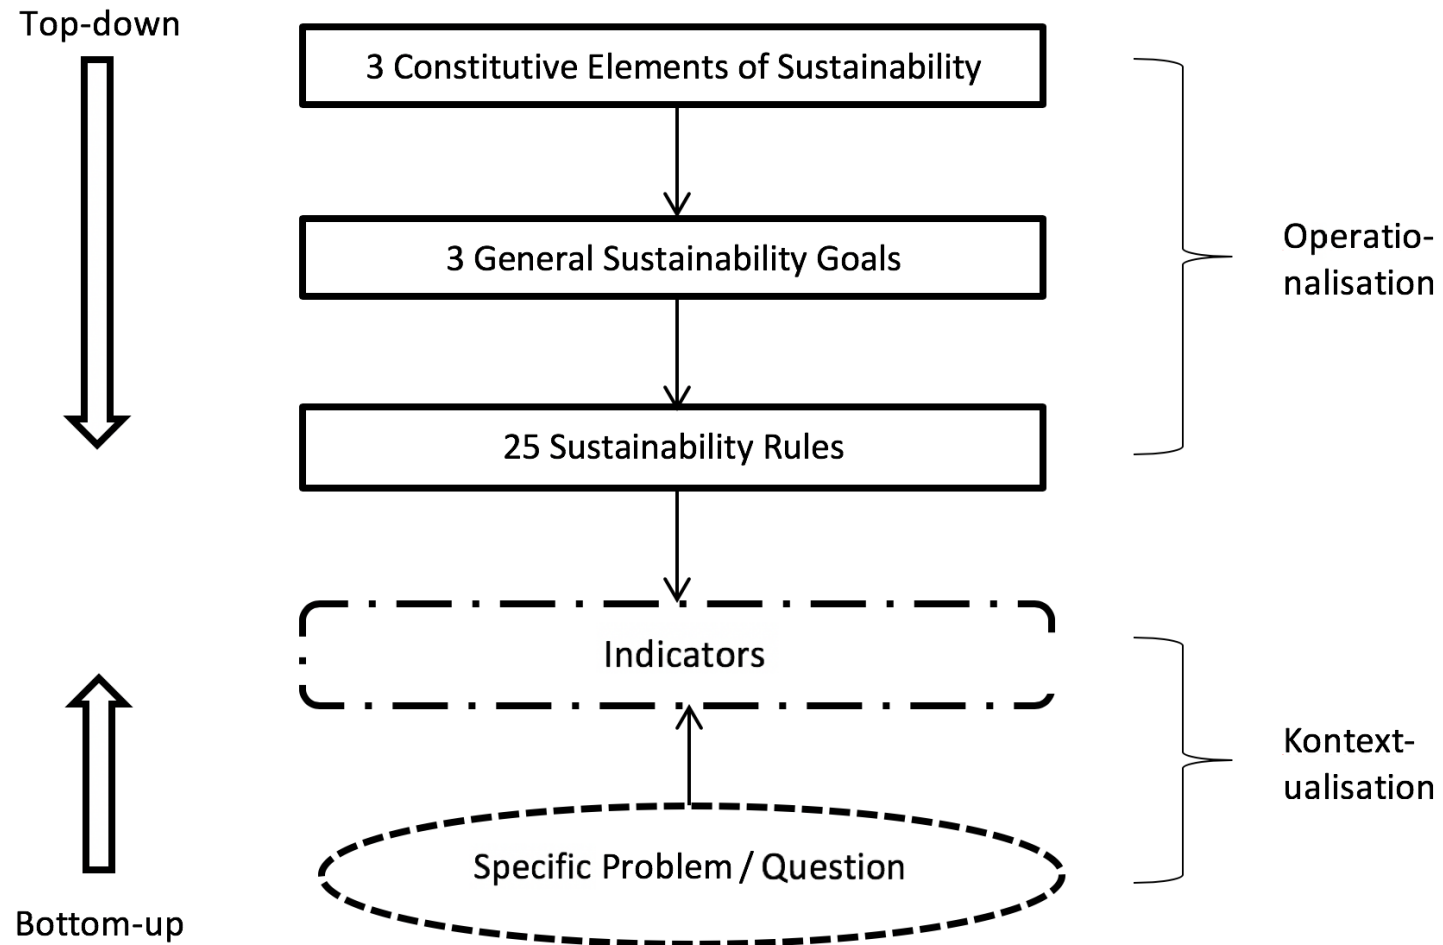 Top-down
3 Constitutive Elements of Sustainability
3 General Sustainability Goals
Operatio-
nalisation
25 Sustainability Rules
Indicators
Kontext-
ualisation
Specific Problem / Question
Bottom-up